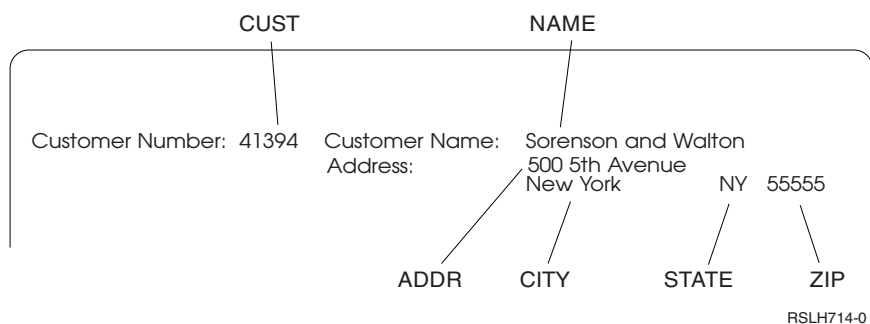 CUST NAME
Customer Number: 41394 Customer Name: Sorenson and Walton
Address: 500 5th Avenue
New York NY 55555
ADDR CITY STATE ZIP
RSLH714-0